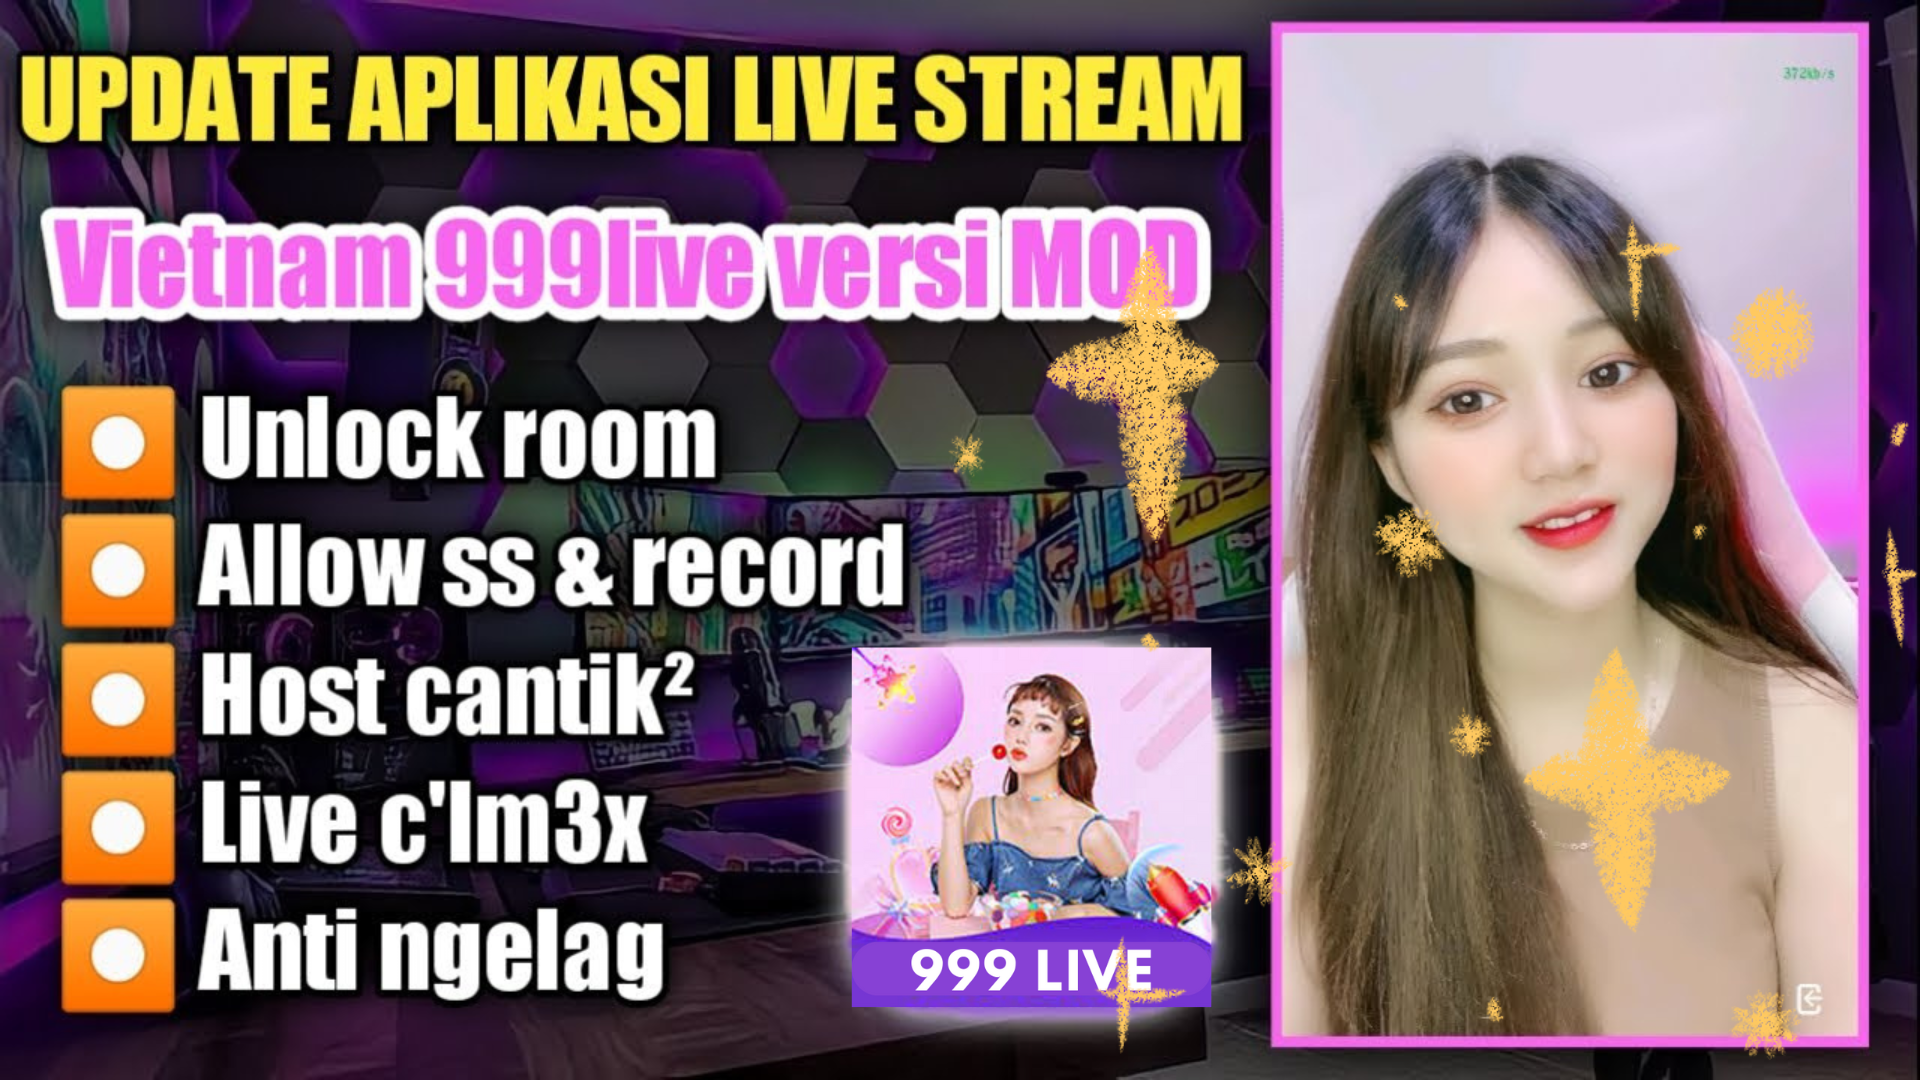 UPDATE APLIKASI LIVE STREAM
Vietnam 999live versi MOD
Unlock room
Allow ss & record
Host cantik²
Live c'lm3x
Anti ngelag
999 LIVE
372kb/s